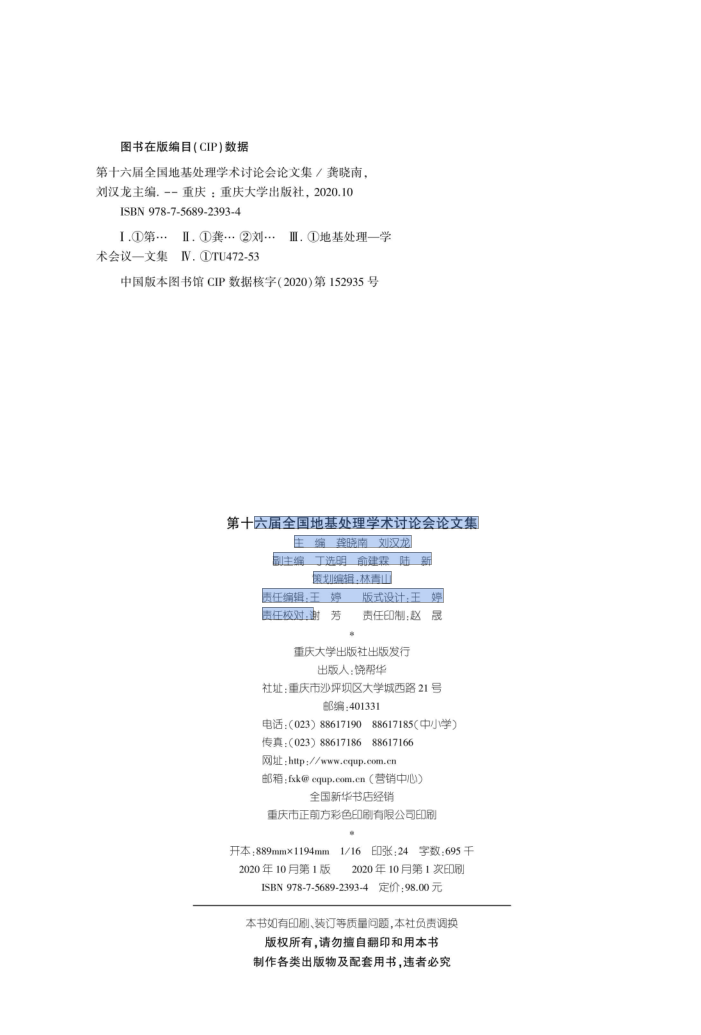 图书在版编目(CIP)数据
第十六届全国地基处理学术讨论会论文集 / 龚晓南,
刘汉龙主编. -- 重庆 : 重庆大学出版社, 2020.10
ISBN 978-7-5689-2393-4
Ⅰ.①第… Ⅱ. ①龚… ②刘… Ⅲ. ①地基处理—学
术会议—文集 Ⅳ. ①TU472-53
中国版本图书馆 CIP 数据核字(2020)第 152935 号
第十六届全国地基处理学术讨论会论文集
主 编 龚晓南 刘汉龙
副主编 丁选明 俞建霖 陆 新
策划编辑:林青山
责任编辑:王 婷 版式设计:王 婷
责任校对:谢 芳 责任印制:赵 晟
*
重庆大学出版社出版发行
出版人:饶帮华
社址:重庆市沙坪坝区大学城西路 21 号
邮编:401331
电话:(023) 88617190 88617185(中小学)
传真:(023) 88617186 88617166
网址:http://www.cqup.com.cn
邮箱:fxk@ cqup.com.cn (营销中心)
全国新华书店经销
重庆市正前方彩色印刷有限公司印刷
*
开本:889mm×1194mm 1/16 印张:24 字数:695 千
2020 年 10 月第 1 版 2020 年 10 月第 1 次印刷
ISBN 978-7-5689-2393-4 定价:98.00 元
本书如有印刷、装订等质量问题,本社负责调换
版权所有,请勿擅自翻印和用本书
制作各类出版物及配套用书,违者必究